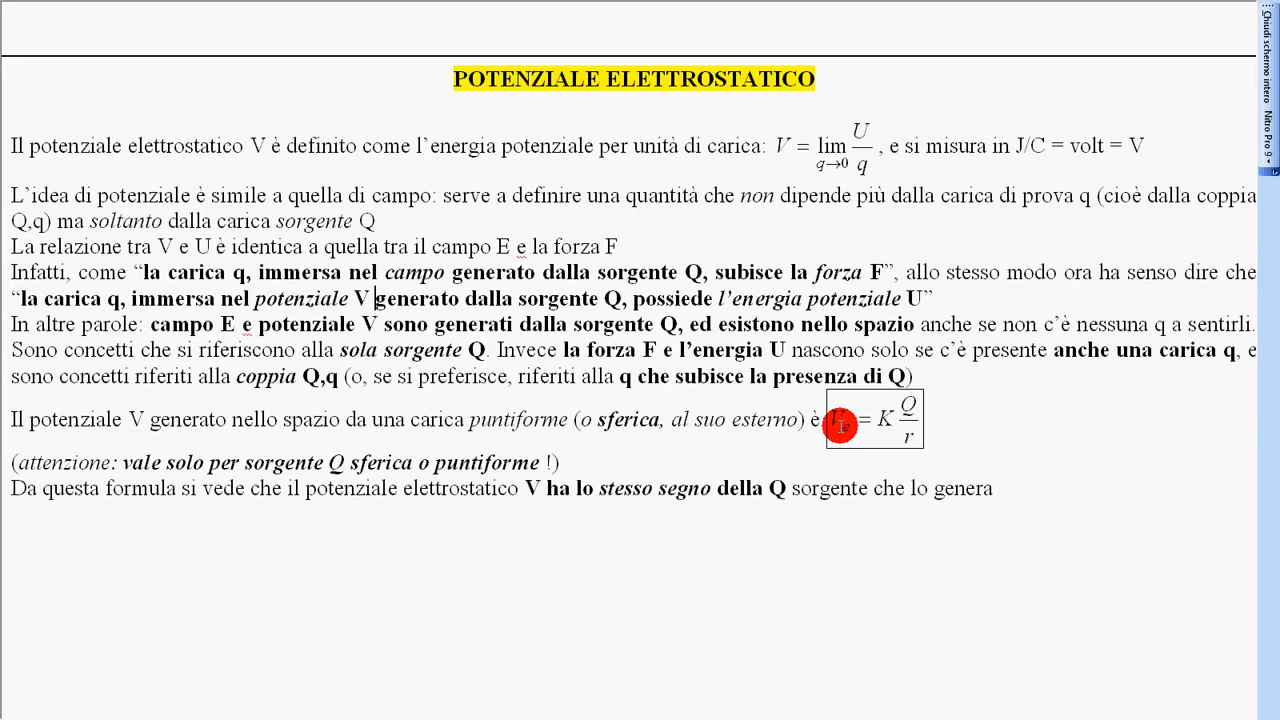 POTENZIALE ELETTROSTATICO
Il potenziale elettrostatico V è definito come l'energia potenziale per unità di carica: V = lim q→0 U/q , e si misura in J/C = volt = V
L'idea di potenziale è simile a quella di campo: serve a definire una quantità che non dipende più dalla carica di prova q (cioè dalla coppia
Q,q) ma soltanto dalla carica sorgente Q
La relazione tra V e U è identica a quella tra il campo E e la forza F
Infatti, come “la carica q, immersa nel campo generato dalla sorgente Q, subisce la forza F”, allo stesso modo ora ha senso dire che
“la carica q, immersa nel potenziale V generato dalla sorgente Q, possiede l'energia potenziale U”
In altre parole: campo E e potenziale V sono generati dalla sorgente Q, ed esistono nello spazio anche se non c'è nessuna q a sentirli.
Sono concetti che si riferiscono alla sola sorgente Q. Invece la forza F e l'energia U nascono solo se c'è presente anche una carica q, e
sono concetti riferiti alla coppia Q,q (o, se si preferisce, riferiti alla q che subisce la presenza di Q)
Il potenziale V generato nello spazio da una carica puntiforme (o sferica, al suo esterno) è V_e = K Q/r
(attenzione: vale solo per sorgente Q sferica o puntiforme !)
Da questa formula si vede che il potenziale elettrostatico V ha lo stesso segno della Q sorgente che lo genera
Chiudi schermo intero Nitro Pro 9